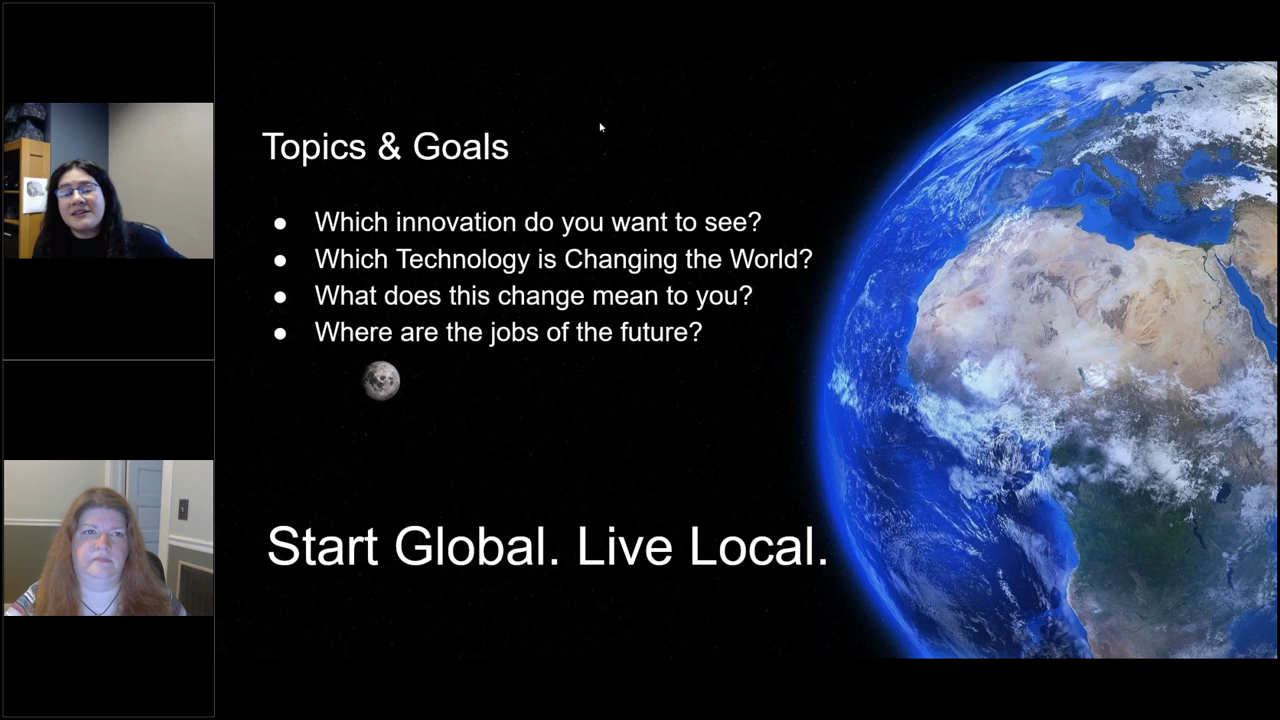 Topics & Goals
● Which innovation do you want to see?
● Which Technology is Changing the World?
● What does this change mean to you?
● Where are the jobs of the future?
Start Global. Live Local.